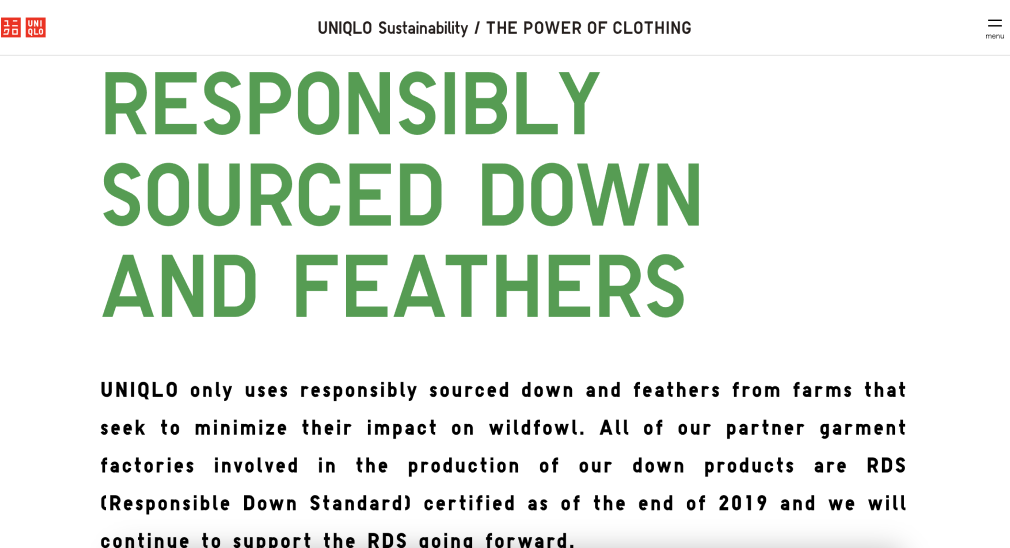 ユニ UNI
クロ QLO
UNIQLO Sustainability / THE POWER OF CLOTHING
menu
RESPONSIBLY
SOURCED DOWN
AND FEATHERS
UNIQLO only uses responsibly sourced down and feathers from farms that
seek to minimize their impact on wildfowl. All of our partner garment
factories involved in the production of our down products are RDS
(Responsible Down Standard) certified as of the end of 2019 and we will
continue to support the RDS going forward.